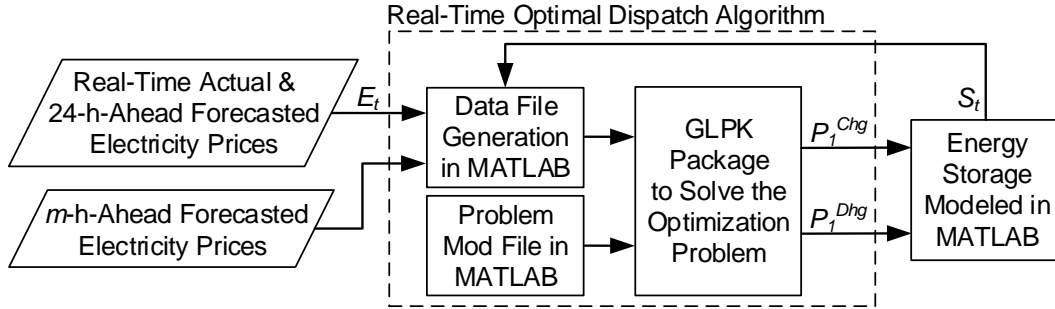 Real-Time Optimal Dispatch Algorithm
Real-Time Actual &
24-h-Ahead Forecasted
Electricity Prices
E_t
m-h-Ahead Forecasted
Electricity Prices
Data File
Generation
in MATLAB
Problem
Mod File in
MATLAB
GLPK
Package
to Solve the
Optimization
Problem
P_1^Chg
P_1^Dhg
S_t
Energy
Storage
Modeled in
MATLAB